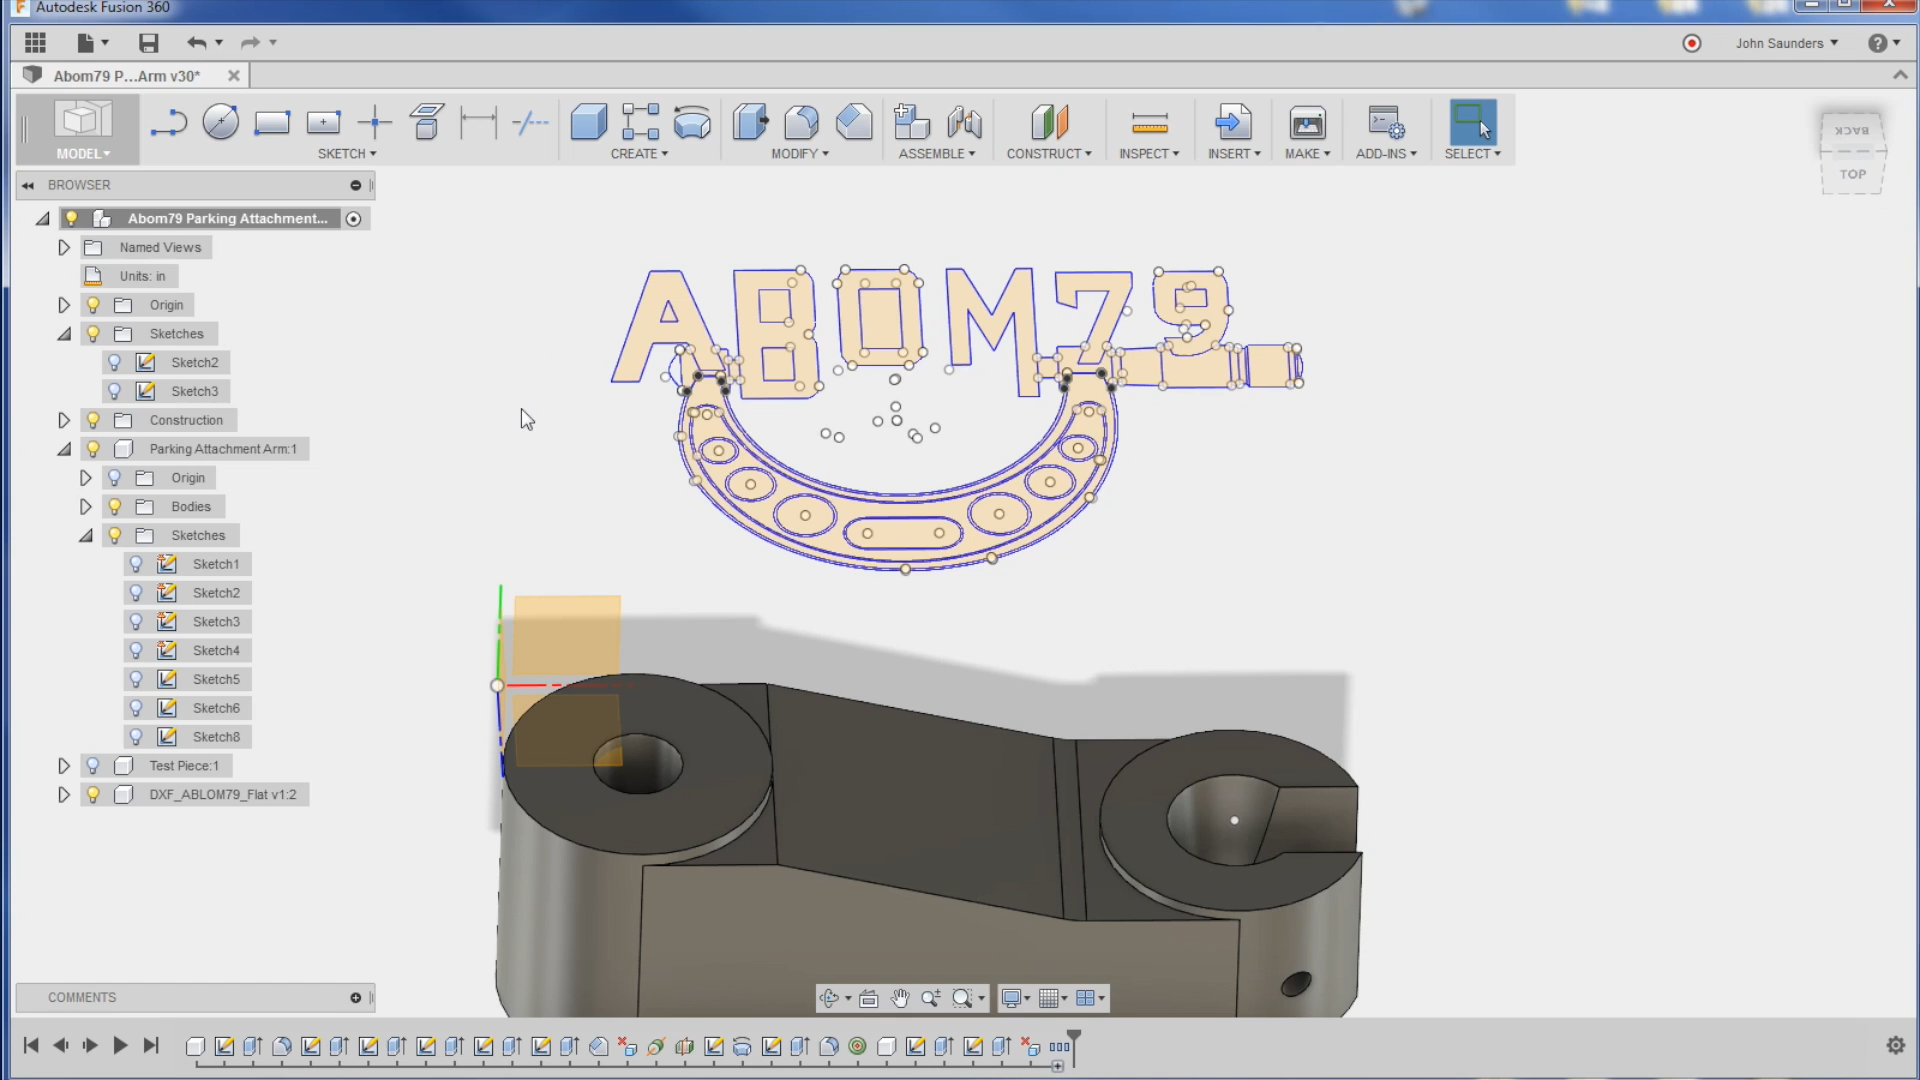 Autodesk Fusion 360
John Saunders
Abom79 P...Arm v30*
MODEL
SKETCH
CREATE
MODIFY
ASSEMBLE
CONSTRUCT
INSPECT
INSERT
MAKE
ADD-INS
SELECT
BACK
TOP
BROWSER
Abom79 Parking Attachment...
Named Views
Units: in
Origin
Sketches
Sketch2
Sketch3
Construction
Parking Attachment Arm:1
Origin
Bodies
Sketches
Sketch1
Sketch2
Sketch3
Sketch4
Sketch5
Sketch6
Sketch8
Test Piece:1
DXF_ABLOM79_Flat v1:2
ABOM79
COMMENTS